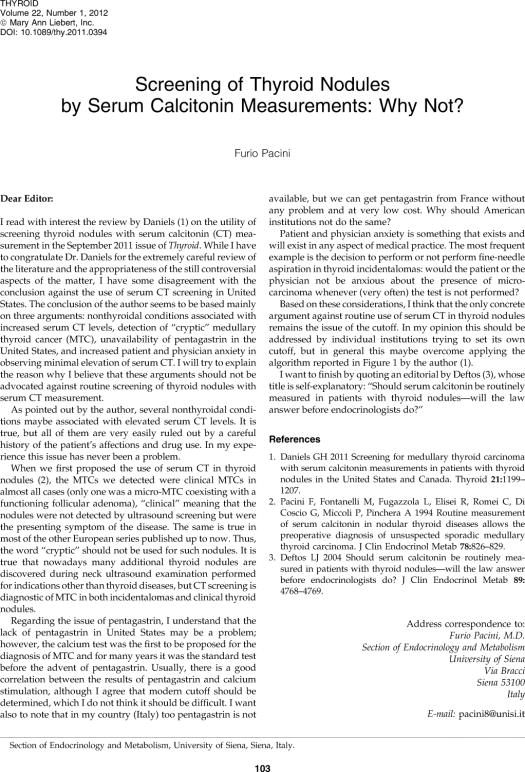 THYROID
Volume 22, Number 1, 2012
© Mary Ann Liebert, Inc.
DOI: 10.1089/thy.2011.0394
Screening of Thyroid Nodules
by Serum Calcitonin Measurements: Why Not?
Furio Pacini
Dear Editor:
I read with interest the review by Daniels (1) on the utility of
screening thyroid nodules with serum calcitonin (CT) mea-
surement in the September 2011 issue of Thyroid. While I have
to congratulate Dr. Daniels for the extremely careful review of
the literature and the appropriateness of the still controversial
aspects of the matter, I have some disagreement with the
conclusion against the use of serum CT screening in United
States. The conclusion of the author seems to be based mainly
on three arguments: nonthyroidal conditions associated with
increased serum CT levels, detection of “cryptic” medullary
thyroid cancer (MTC), unavailability of pentagastrin in the
United States, and increased patient and physician anxiety in
observing minimal elevation of serum CT. I will try to explain
the reason why I believe that these arguments should not be
advocated against routine screening of thyroid nodules with
serum CT measurement.
As pointed out by the author, several nonthyroidal condi-
tions maybe associated with elevated serum CT levels. It is
true, but all of them are very easily ruled out by a careful
history of the patient’s affections and drug use. In my expe-
rience this issue has never been a problem.
When we first proposed the use of serum CT in thyroid
nodules (2), the MTCs we detected were clinical MTCs in
almost all cases (only one was a micro-MTC coexisting with a
functioning follicular adenoma), “clinical” meaning that the
nodules were not detected by ultrasound screening but were
the presenting symptom of the disease. The same is true in
most of the other European series published up to now. Thus,
the word “cryptic” should not be used for such nodules. It is
true that nowadays many additional thyroid nodules are
discovered during neck ultrasound examination performed
for indications other than thyroid diseases, but CT screening is
diagnostic of MTC in both incidentalomas and clinical thyroid
nodules.
Regarding the issue of pentagastrin, I understand that the
lack of pentagastrin in United States may be a problem;
however, the calcium test was the first to be proposed for the
diagnosis of MTC and for many years it was the standard test
before the advent of pentagastrin. Usually, there is a good
correlation between the results of pentagastrin and calcium
stimulation, although I agree that modern cutoff should be
determined, which I do not think it should be difficult. I want
also to note that in my country (Italy) too pentagastrin is not
available, but we can get pentagastrin from France without
any problem and at very low cost. Why should American
institutions not do the same?
Patient and physician anxiety is something that exists and
will exist in any aspect of medical practice. The most frequent
example is the decision to perform or not perform fine-needle
aspiration in thyroid incidentalomas: would the patient or the
physician not be anxious about the presence of micro-
carcinoma whenever (very often) the test is not performed?
Based on these considerations, I think that the only concrete
argument against routine use of serum CT in thyroid nodules
remains the issue of the cutoff. In my opinion this should be
addressed by individual institutions trying to set its own
cutoff, but in general this maybe overcome applying the
algorithm reported in Figure 1 by the author (1).
I want to finish by quoting an editorial by Deftos (3), whose
title is self-explanatory: “Should serum calcitonin be routinely
measured in patients with thyroid nodules—will the law
answer before endocrinologists do?”
References
1. Daniels GH 2011 Screening for medullary thyroid carcinoma
with serum calcitonin measurements in patients with thyroid
nodules in the United States and Canada. Thyroid 21:1199–
1207.
2. Pacini F, Fontanelli M, Fugazzola L, Elisei R, Romei C, Di
Coscio G, Miccoli P, Pinchera A 1994 Routine measurement
of serum calcitonin in nodular thyroid diseases allows the
preoperative diagnosis of unsuspected sporadic medullary
thyroid carcinoma. J Clin Endocrinol Metab 78:826–829.
3. Deftos LJ 2004 Should serum calcitonin be routinely mea-
sured in patients with thyroid nodules—will the law answer
before endocrinologists do? J Clin Endocrinol Metab 89:
4768–4769.
Address correspondence to:
Furio Pacini, M.D.
Section of Endocrinology and Metabolism
University of Siena
Via Bracci
Siena 53100
Italy
E-mail: pacini8@unisi.it
Section of Endocrinology and Metabolism, University of Siena, Siena, Italy.
103